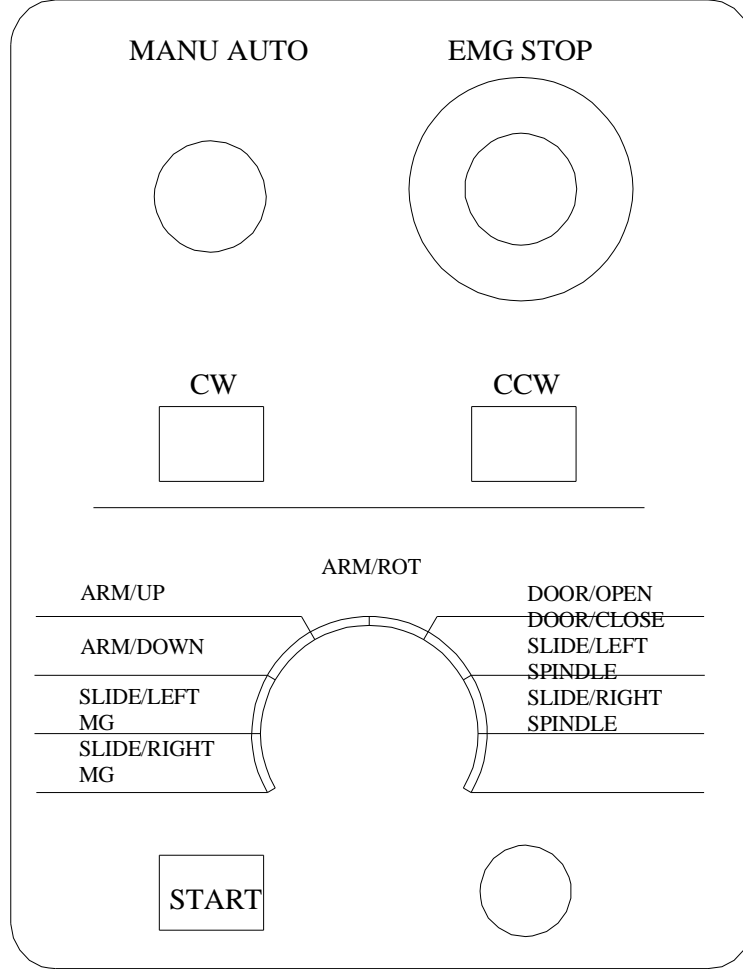 MANU AUTO
EMG STOP
CW
CCW
ARM/ROT
ARM/UP
ARM/DOWN
SLIDE/LEFT
MG
SLIDE/RIGHT
MG
DOOR/OPEN
DOOR/CLOSE
SLIDE/LEFT
SPINDLE
SLIDE/RIGHT
SPINDLE
START